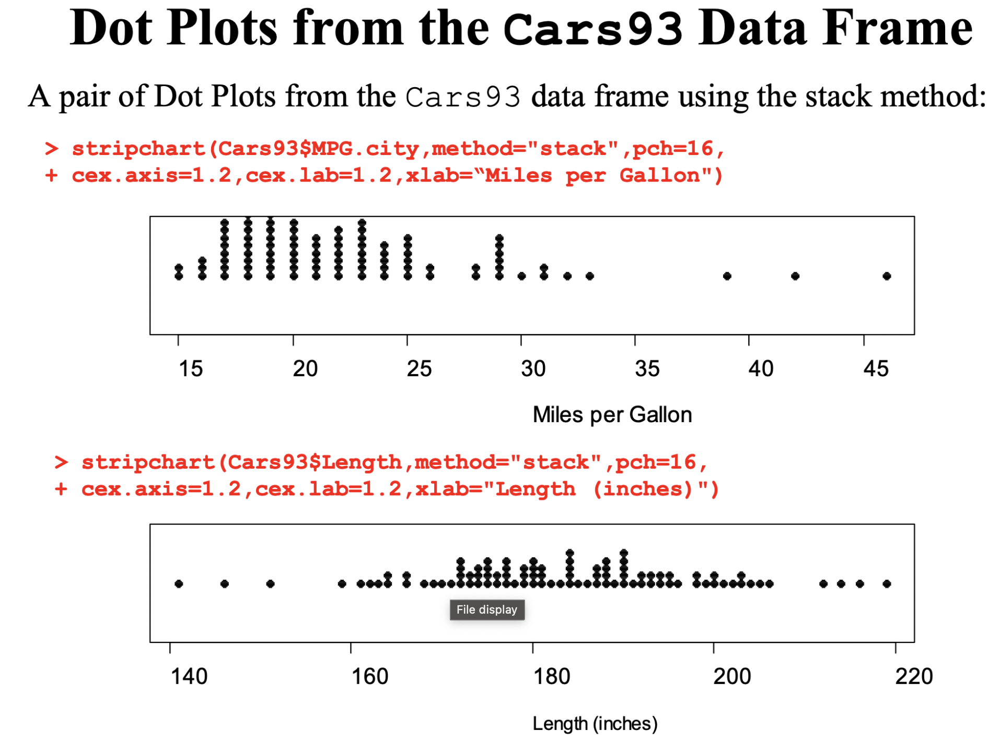 Dot Plots from the Cars93 Data Frame
A pair of Dot Plots from the Cars93 data frame using the stack method:
> stripchart(Cars93$MPG.city,method="stack",pch=16,
+ cex.axis=1.2,cex.lab=1.2,xlab=“Miles per Gallon")
15 20 25 30 35 40 45
Miles per Gallon
> stripchart(Cars93$Length,method="stack",pch=16,
+ cex.axis=1.2,cex.lab=1.2,xlab="Length (inches)")
File display
140 160 180 200 220
Length (inches)